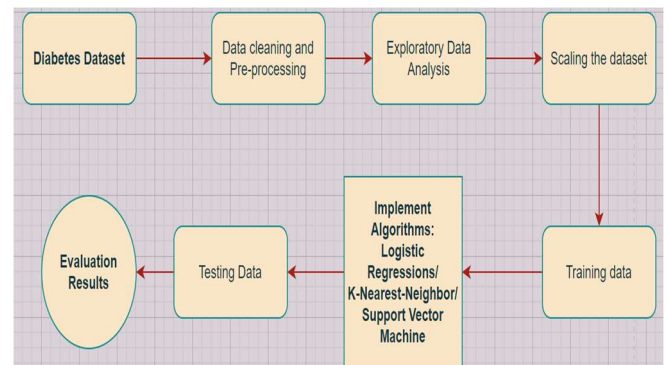 Diabetes Dataset
Data cleaning and
Pre-processing
Exploratory Data
Analysis
Scaling the dataset
Training data
Implement
Algorithms:
Logistic
Regressions/
K-Nearest-Neighbor/
Support Vector
Machine
Testing Data
Evaluation
Results